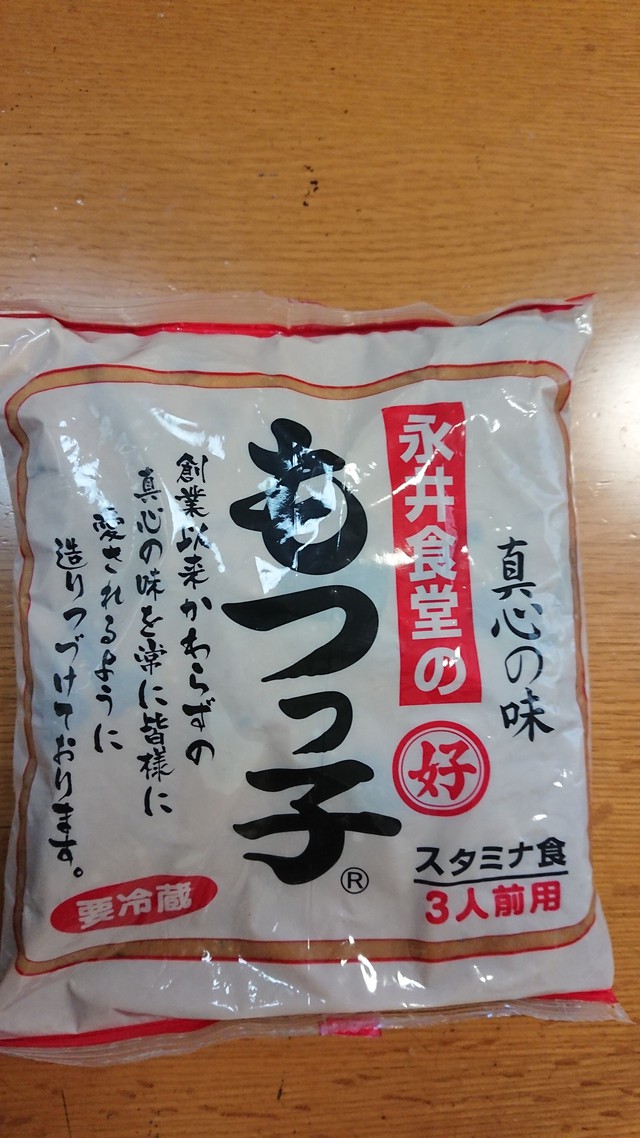 真心の味
永井食堂の
好
スタミナ食
3人前用
もつっ子®
創業以来かわらずの
真心の味を常に皆様に
愛されるように
造りつづけております。
要冷蔵